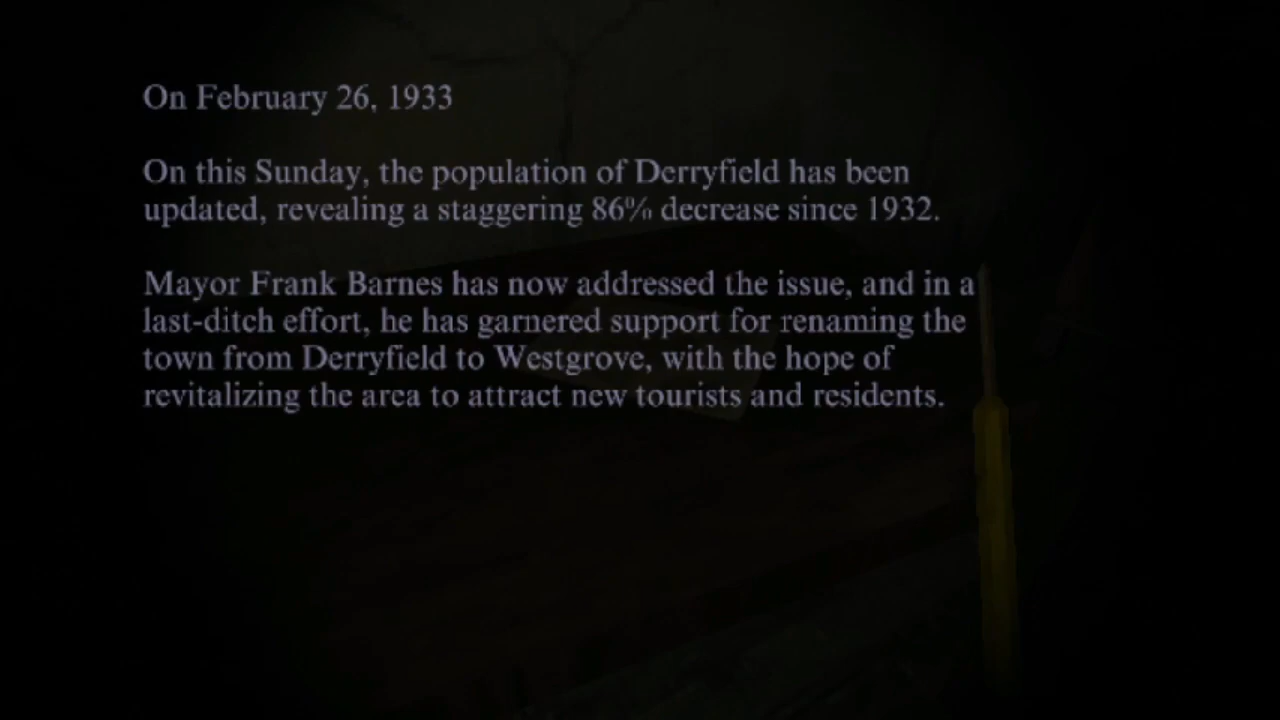 On February 26, 1933
On this Sunday, the population of Derryfield has been
updated, revealing a staggering 86% decrease since 1932.
Mayor Frank Barnes has now addressed the issue, and in a
last-ditch effort, he has garnered support for renaming the
town from Derryfield to Westgrove, with the hope of
revitalizing the area to attract new tourists and residents.